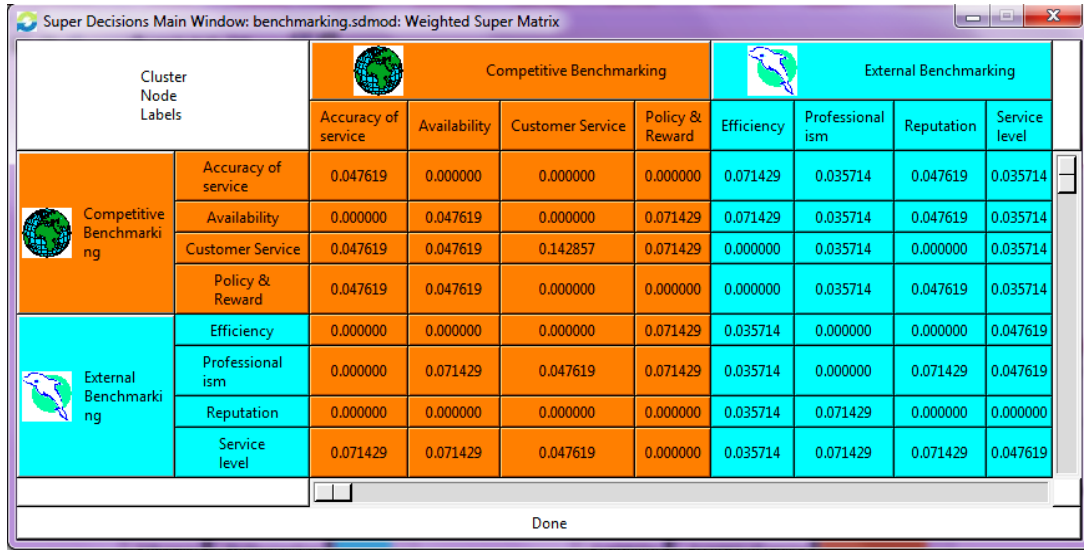 Super Decisions Main Window: benchmarking.sdmod: Weighted Super Matrix
Cluster
Node
Labels
Competitive Benchmarking
External Benchmarking
Accuracy of
service
Availability
Customer Service
Policy &
Reward
Efficiency
Professional
ism
Reputation
Service
level
Competitive
Benchmarki
ng
Accuracy of
service
0.047619 0.000000 0.000000 0.000000 0.071429 0.035714 0.047619 0.035714
Availability 0.000000 0.047619 0.000000 0.071429 0.071429 0.035714 0.047619 0.035714
Customer Service 0.047619 0.047619 0.142857 0.071429 0.000000 0.035714 0.000000 0.035714
Policy &
Reward
0.047619 0.047619 0.000000 0.000000 0.000000 0.035714 0.047619 0.035714
External
Benchmarki
ng
Efficiency 0.000000 0.000000 0.000000 0.071429 0.035714 0.000000 0.000000 0.047619
Professional
ism
0.000000 0.071429 0.047619 0.071429 0.035714 0.000000 0.071429 0.047619
Reputation 0.000000 0.000000 0.000000 0.000000 0.035714 0.071429 0.000000 0.000000
Service
level
0.071429 0.071429 0.047619 0.000000 0.035714 0.071429 0.071429 0.047619
Done